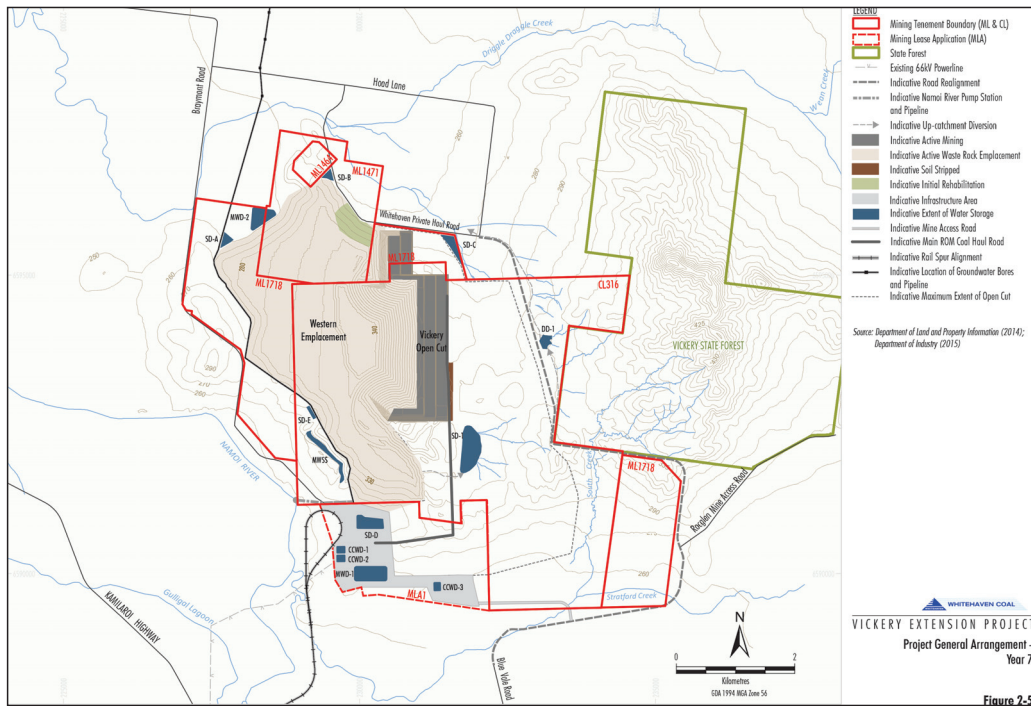 Driggle Draggle Creek
Wean Creek
Braymont Road
Hoad Lane
ML1464
ML1471
SD-B
MWD-2
SD-A
Whitehaven Private Haul Road
SD-C
ML1718
ML1718
CL316
Western
Emplacement
Vickery
Open Cut
DD-1
VICKERY STATE FOREST
SD-E
MWSS
NAMOI RIVER
South Creek
ML1718
Rocglen Mine Access Road
SD-D
CCWD-1
CCWD-2
MWD-1
CCWD-3
MLA1
Stratford Creek
Gulligal Lagoon
KAMILAROI HIGHWAY
Blue Vale Road
N
0
2
Kilometres
GDA 1994 MGA Zone 56
LEGEND
Mining Tenement Boundary (ML & CL)
Mining Lease Application (MLA)
State Forest
Existing 66kV Powerline
Indicative Road Realignment
Indicative Namoi River Pump Station
and Pipeline
Indicative Up-catchment Diversion
Indicative Active Mining
Indicative Active Waste Rock Emplacement
Indicative Soil Stripped
Indicative Initial Rehabilitation
Indicative Infrastructure Area
Indicative Extent of Water Storage
Indicative Mine Access Road
Indicative Main ROM Coal Haul Road
Indicative Rail Spur Alignment
Indicative Location of Groundwater Bores
and Pipeline
Indicative Maximum Extent of Open Cut
Source: Department of Land and Property Information (2014);
Department of Industry (2015)
WHITEHAVEN COAL
VICKERY EXTENSION PROJECT
Project General Arrangement -
Year 7
Figure 2-5